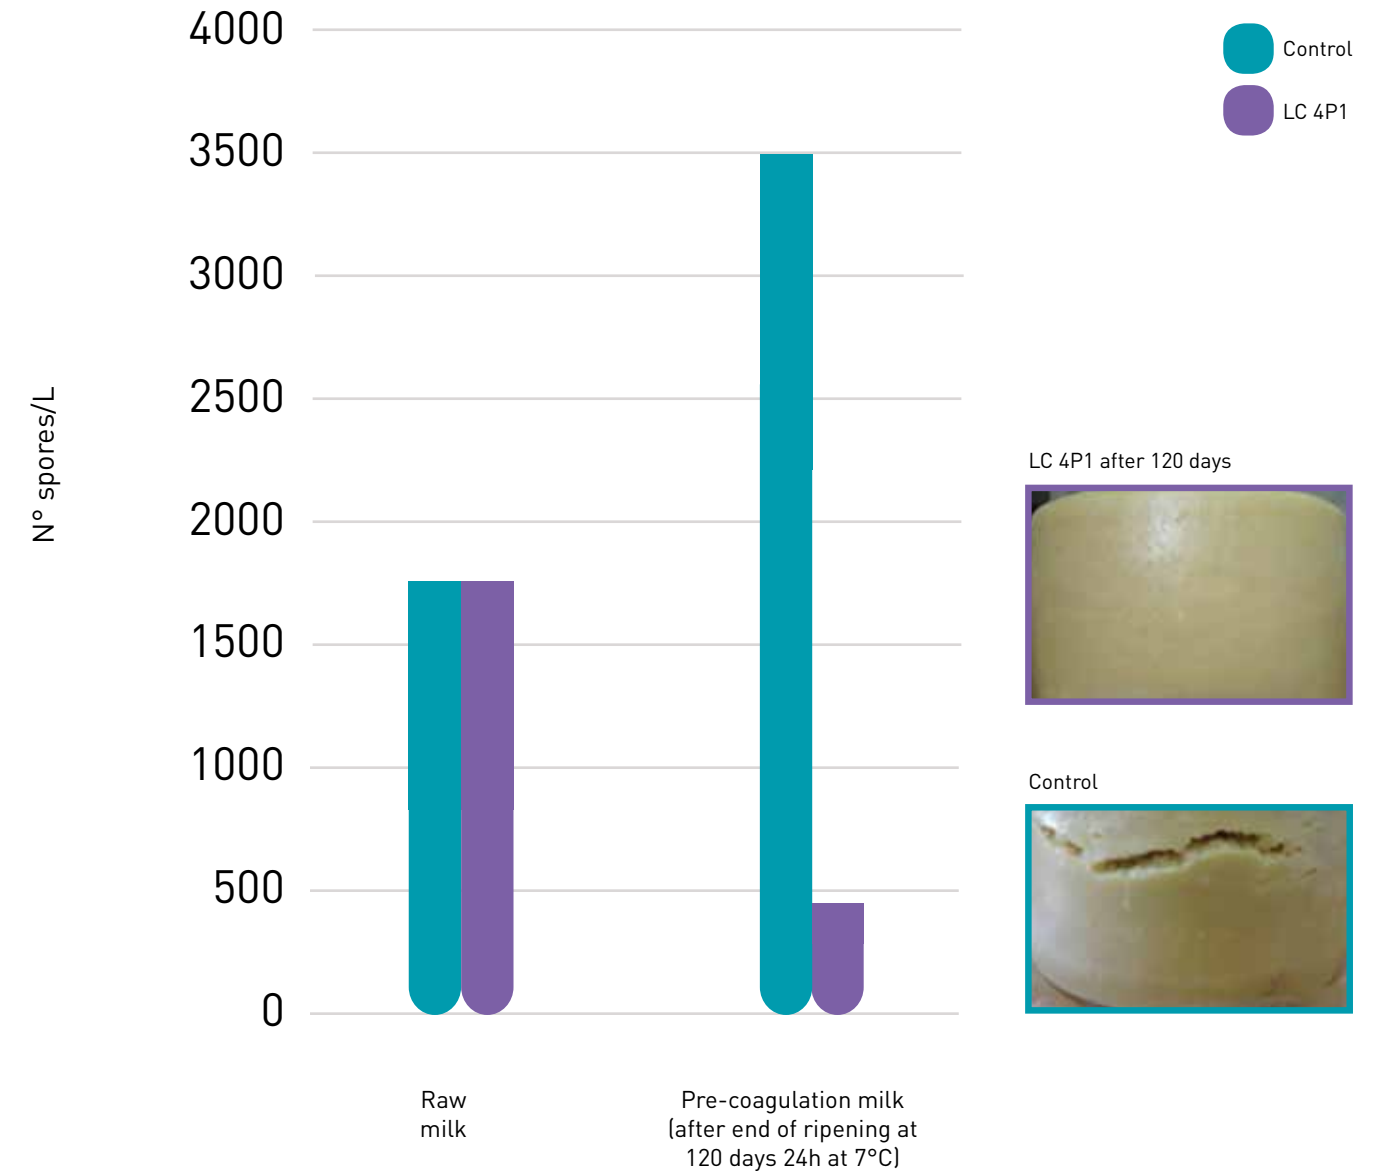 4000
3500
3000
2500
2000
1500
1000
500
0
N° spores/L
Raw
milk
Pre-coagulation milk
(after end of ripening at
120 days 24h at 7°C)
Control
LC 4P1
LC 4P1 after 120 days
Control